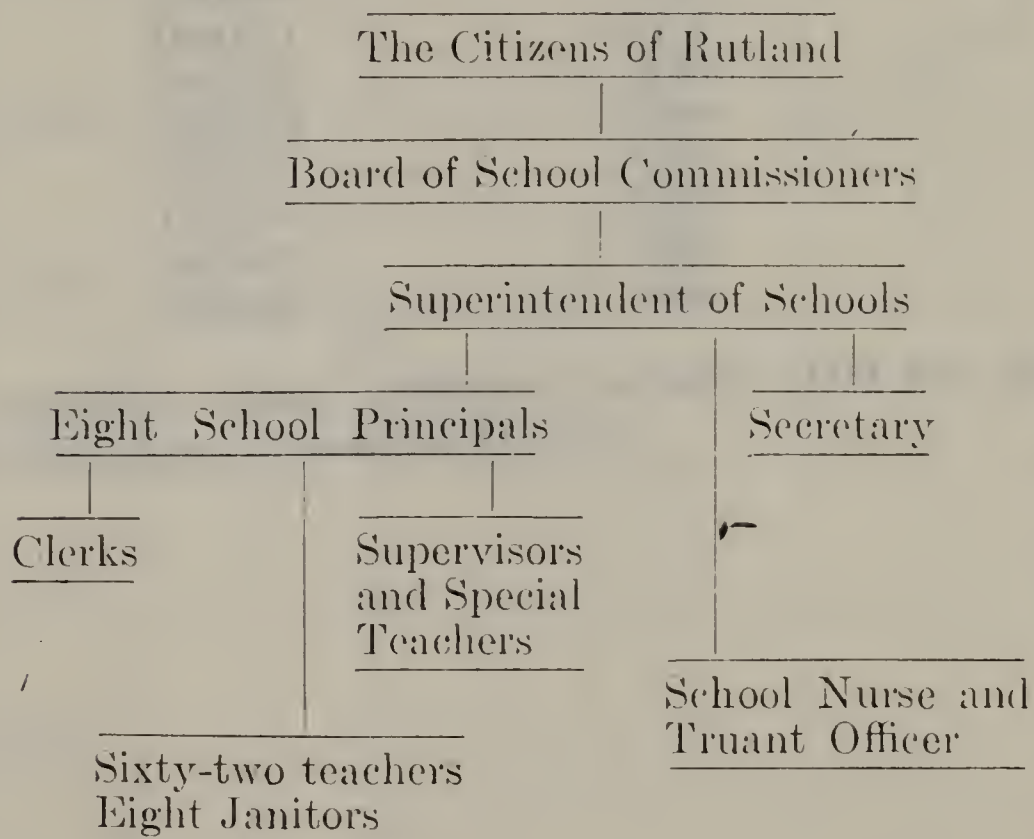 The Citizens of Rutland
Board of School Commissioners
Superintendent of Schools
Eight School Principals
Secretary
Clerks
Supervisors
and Special
Teachers
School Nurse and
Truant Officer
Sixty-two teachers
Eight Janitors